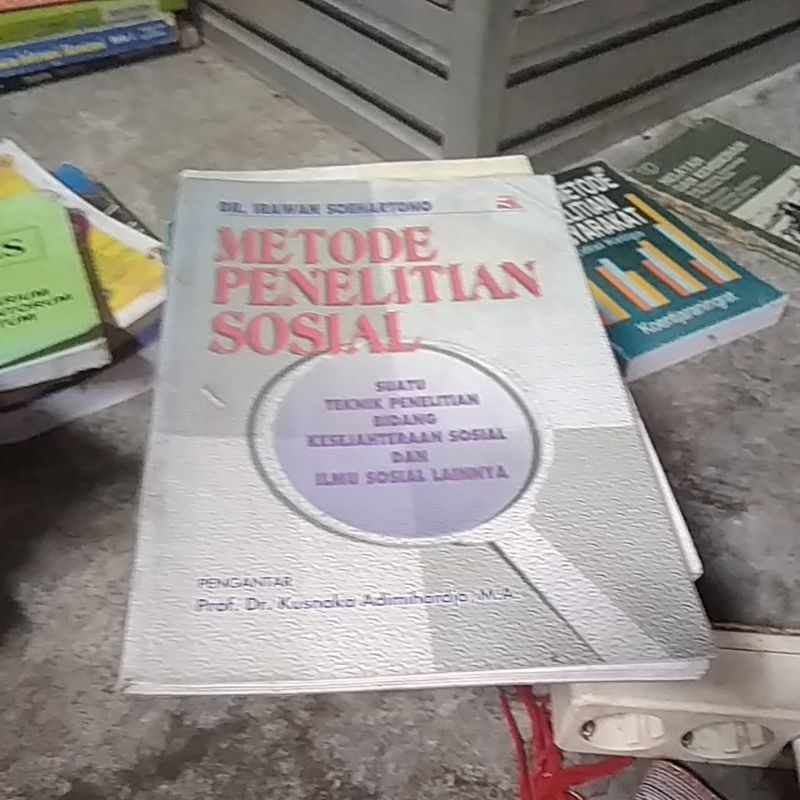 DR. IRAWAN SOEHARTONO
METODE
PENELITIAN
SOSIAL
SUATU
TEKNIK PENELITIAN
BIDANG
KESEJAHTERAAN SOSIAL
DAN
ILMU SOSIAL LAINNYA
PENGANTAR
Prof. Dr. Kusnaka Adimihardja, M.A.
METODE
Koentjaraningrat